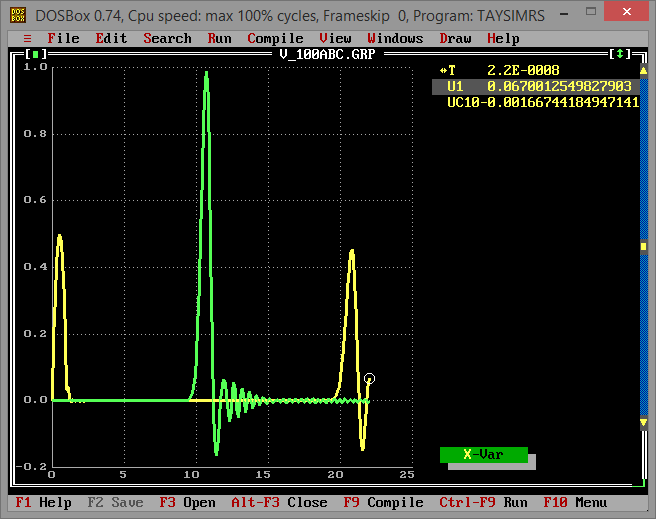 DOSBox 0.74, Cpu speed: max 100% cycles, Frameskip 0, Program: TAYSIMRS
≡ File Edit Search Run Compile View Windows Draw Help
[■] V_100ABC.GRP [↕]
1.0
0.8
0.6
0.4
0.2
0.0
-0.2
0 5 10 15 20 25
↔T 2.2E-0008
U1 0.0670012549827903
UC10-0.00166744184947141
X-Var
F1 Help F2 Save F3 Open Alt-F3 Close F9 Compile Ctrl-F9 Run F10 Menu